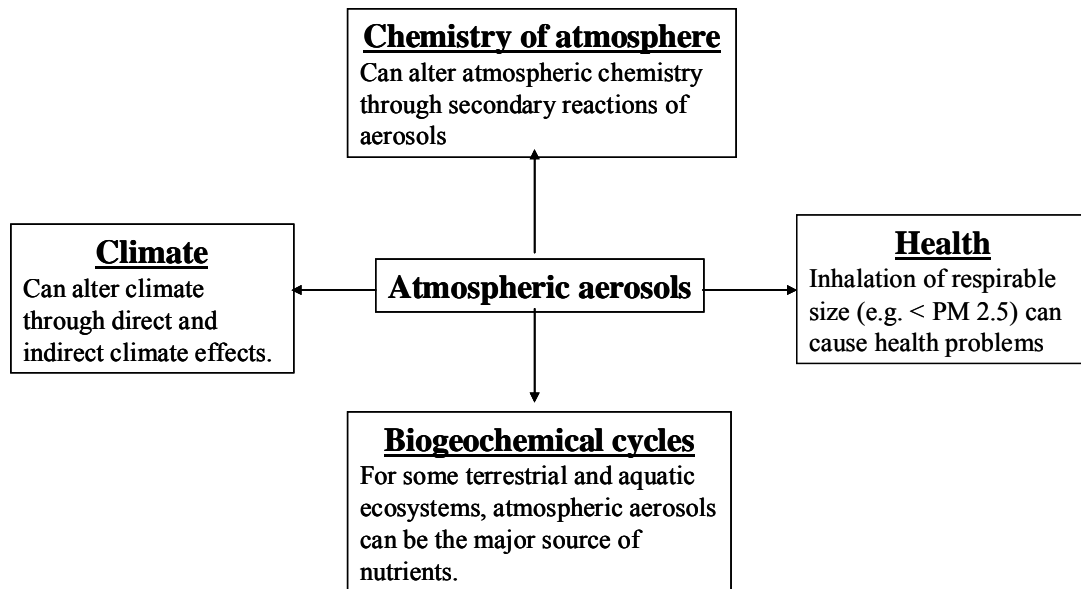 Chemistry of atmosphere
Can alter atmospheric chemistry
through secondary reactions of
aerosols
Climate
Can alter climate
through direct and
indirect climate effects.
Atmospheric aerosols
Health
Inhalation of respirable
size (e.g. < PM 2.5) can
cause health problems
Biogeochemical cycles
For some terrestrial and aquatic
ecosystems, atmospheric aerosols
can be the major source of
nutrients.